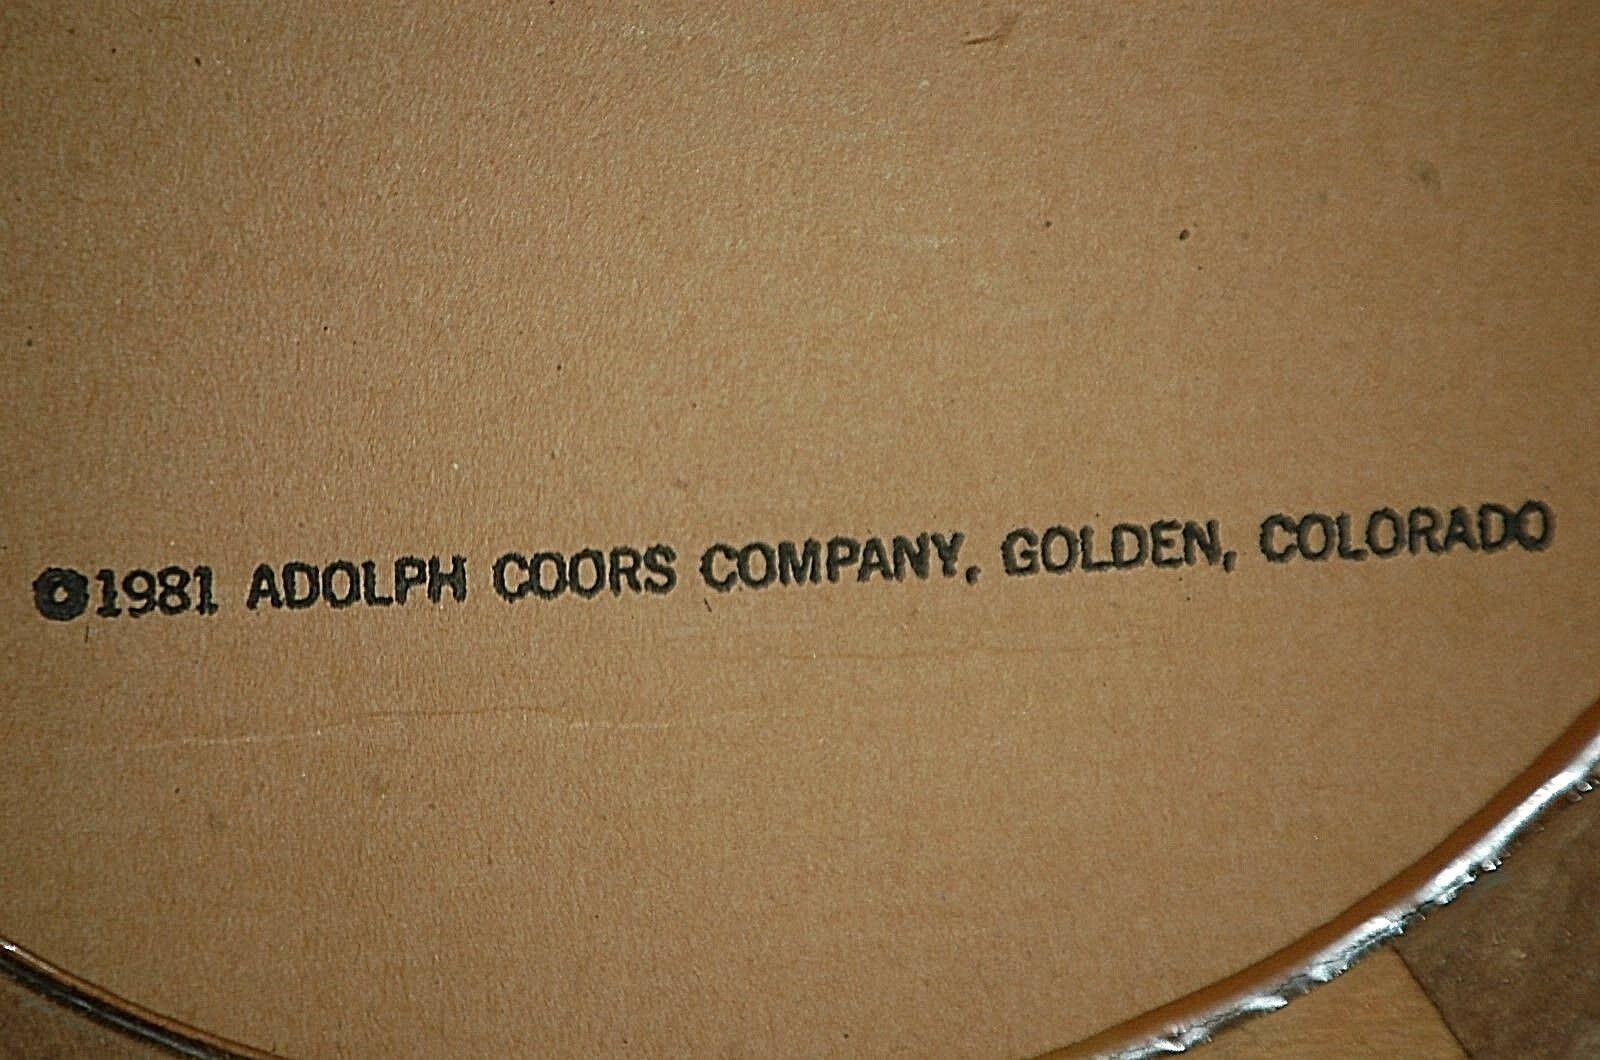 ©1981 ADOLPH COORS COMPANY, GOLDEN, COLORADO